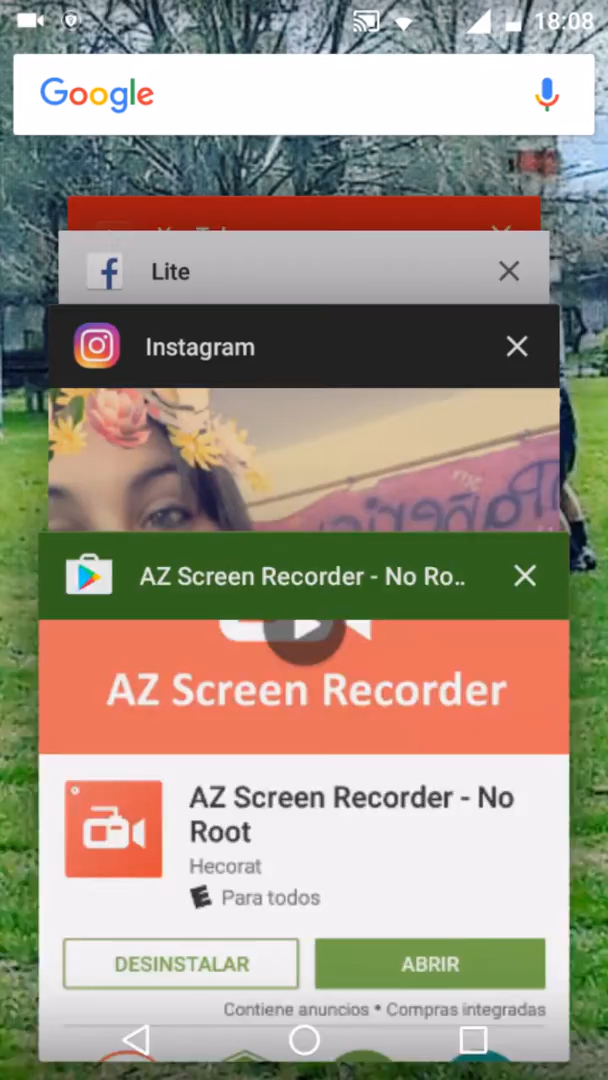 18:08
Google
Lite
Instagram
AZ Screen Recorder - No Ro..
AZ Screen Recorder
AZ Screen Recorder - No
Root
Hecorat
E Para todos
DESINSTALAR
ABRIR
Contiene anuncios • Compras integradas